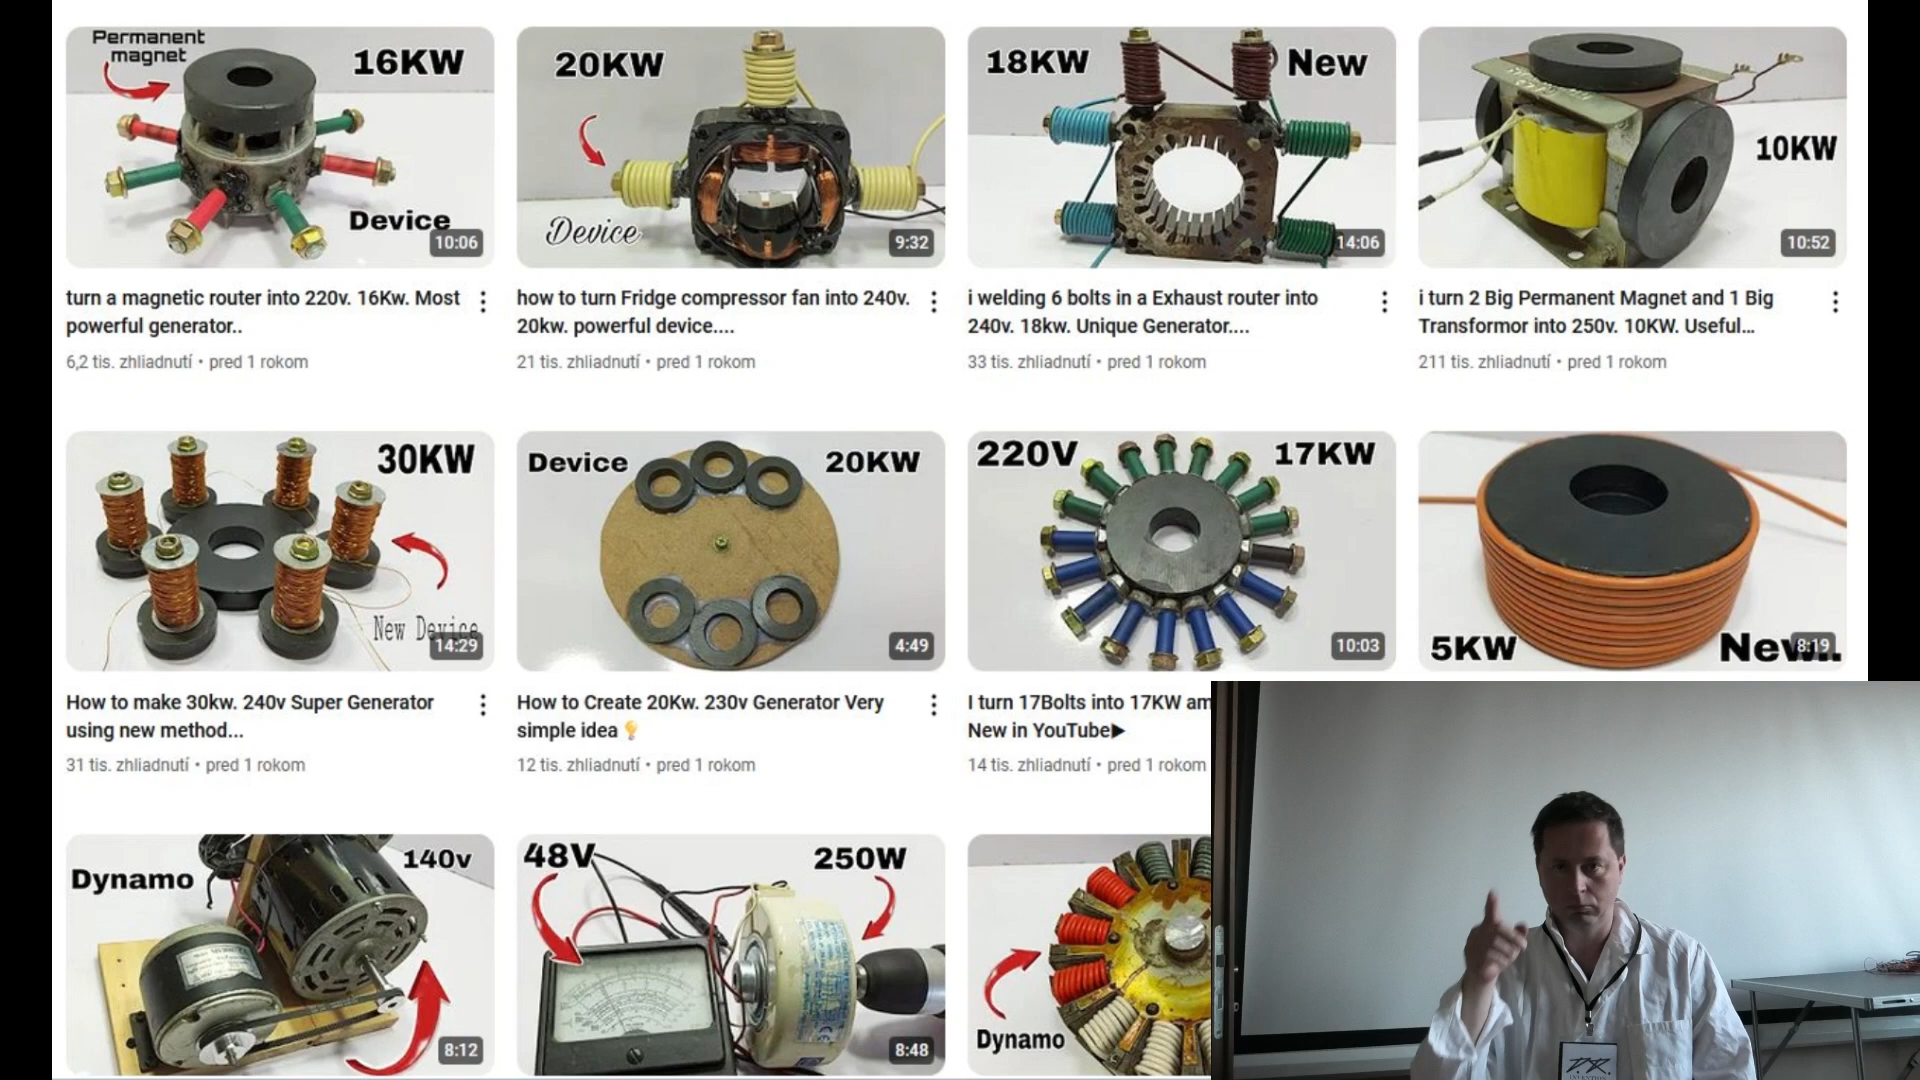 Permanent
magnet
16KW
Device
10:06
turn a magnetic router into 220v. 16Kw. Most
powerful generator..
6,2 tis. zhliadnutí • pred 1 rokom
20KW
Device
9:32
how to turn Fridge compressor fan into 240v.
20kw. powerful device....
21 tis. zhliadnutí • pred 1 rokom
18KW
New
14:06
i welding 6 bolts in a Exhaust router into
240v. 18kw. Unique Generator....
33 tis. zhliadnutí • pred 1 rokom
10KW
10:52
i turn 2 Big Permanent Magnet and 1 Big
Transformor into 250v. 10KW. Useful...
211 tis. zhliadnutí • pred 1 rokom
30KW
New Device
14:29
How to make 30kw. 240v Super Generator
using new method...
31 tis. zhliadnutí • pred 1 rokom
Device
20KW
4:49
How to Create 20Kw. 230v Generator Very
simple idea
12 tis. zhliadnutí • pred 1 rokom
220V
17KW
10:03
I turn 17Bolts into 17KW am
New in YouTube▶
14 tis. zhliadnutí • pred 1 rokom
5KW
New..
8:19
Dynamo
140v
8:12
48V
250W
8:48
Dynamo
INVENTION